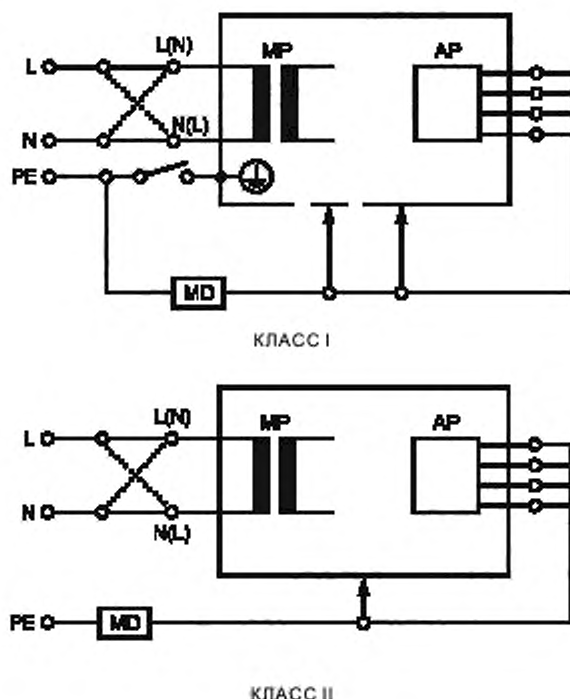 L(N) MP AP
L
N(L)
N
PE
MD
КЛАСС I
L(N) MP AP
L
N
N(L)
PE MD
КЛАСС II